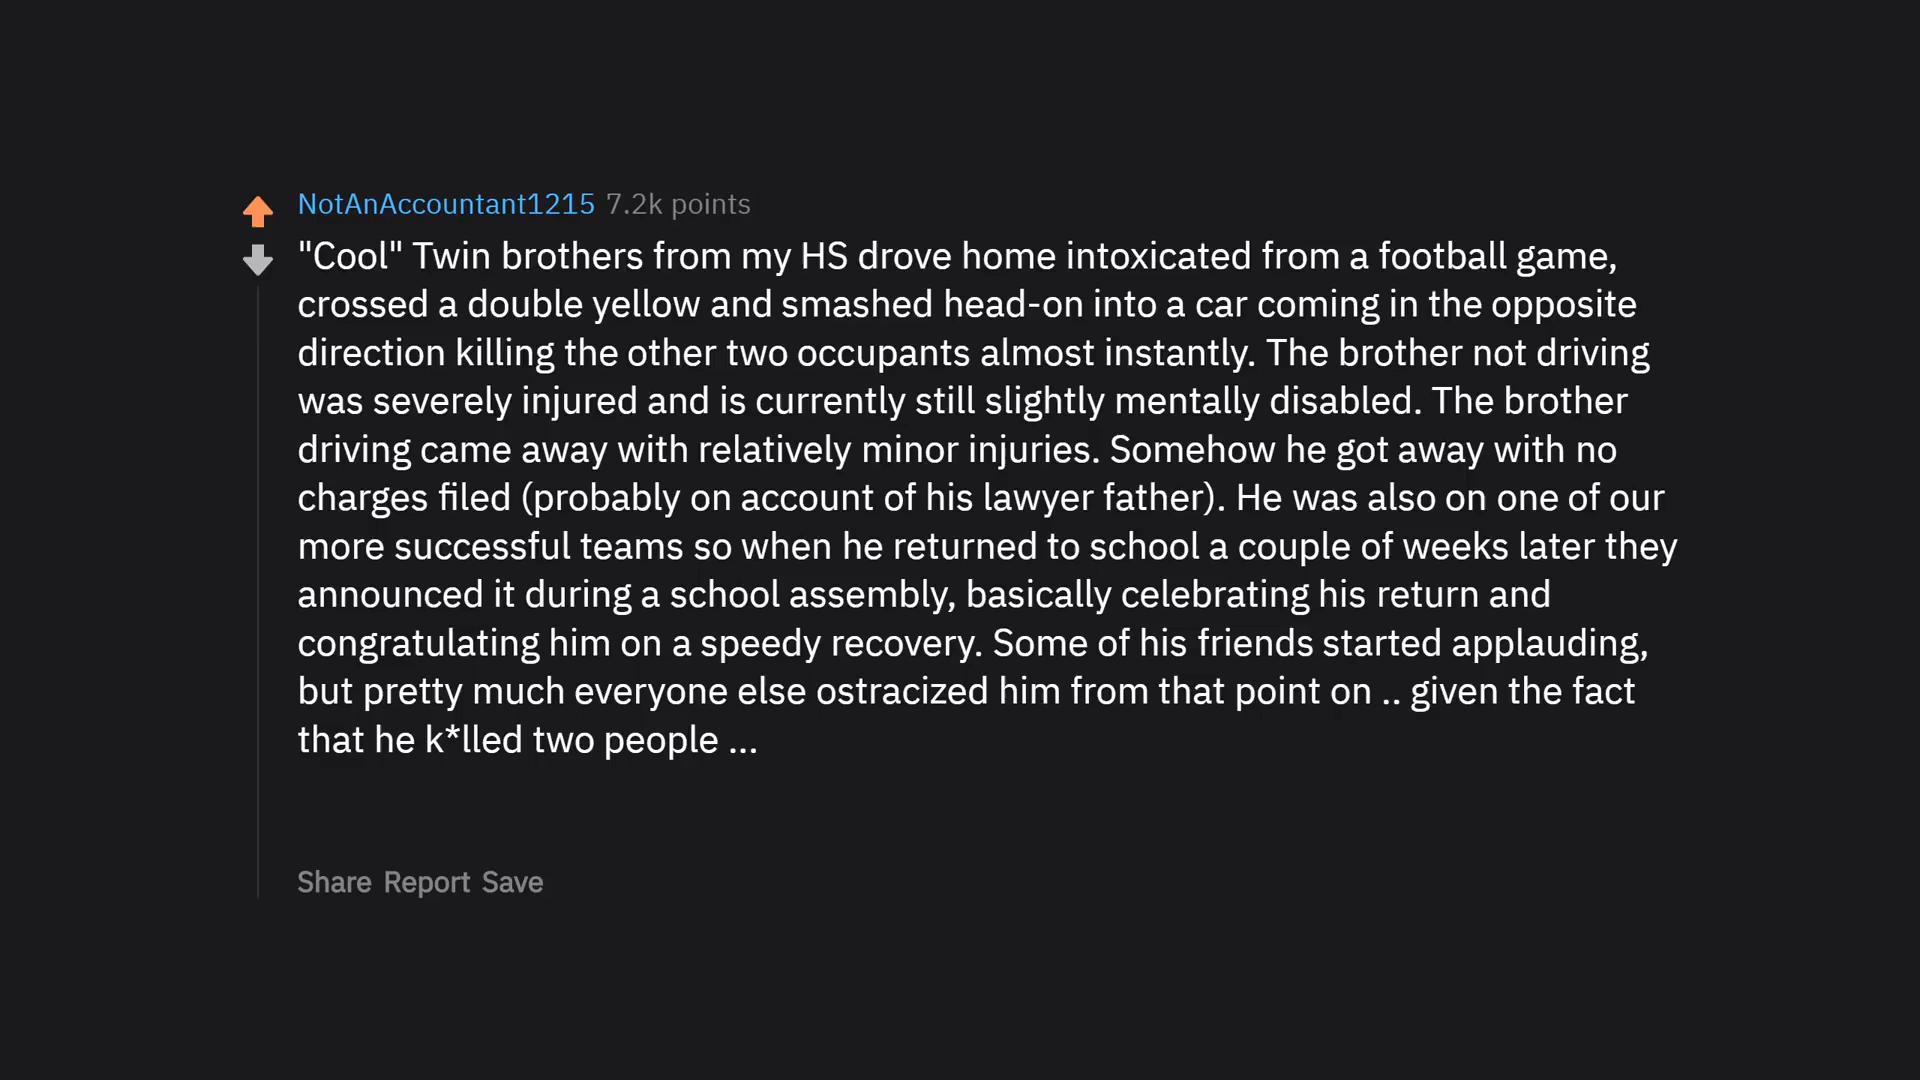 NotAnAccountant1215 7.2k points
"Cool" Twin brothers from my HS drove home intoxicated from a football game,
crossed a double yellow and smashed head-on into a car coming in the opposite
direction killing the other two occupants almost instantly. The brother not driving
was severely injured and is currently still slightly mentally disabled. The brother
driving came away with relatively minor injuries. Somehow he got away with no
charges filed (probably on account of his lawyer father). He was also on one of our
more successful teams so when he returned to school a couple of weeks later they
announced it during a school assembly, basically celebrating his return and
congratulating him on a speedy recovery. Some of his friends started applauding,
but pretty much everyone else ostracized him from that point on .. given the fact
that he k*lled two people ...
Share Report Save